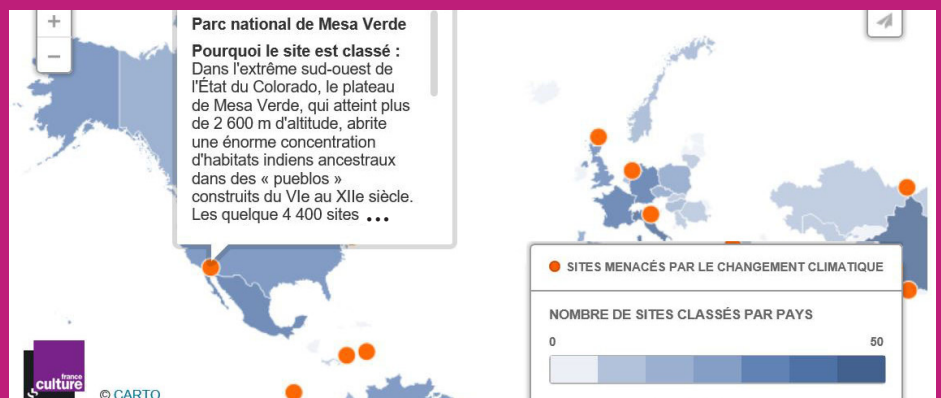 +
−
Parc national de Mesa Verde
Pourquoi le site est classé :
Dans l'extrême sud-ouest de
l'État du Colorado, le plateau
de Mesa Verde, qui atteint plus
de 2 600 m d'altitude, abrite
une énorme concentration
d'habitats indiens ancestraux
dans des « pueblos »
construits du VIe au XIIe siècle.
Les quelque 4 400 sites ...
SITES MENACÉS PAR LE CHANGEMENT CLIMATIQUE
NOMBRE DE SITES CLASSÉS PAR PAYS
0 50
france
culture
© CARTO